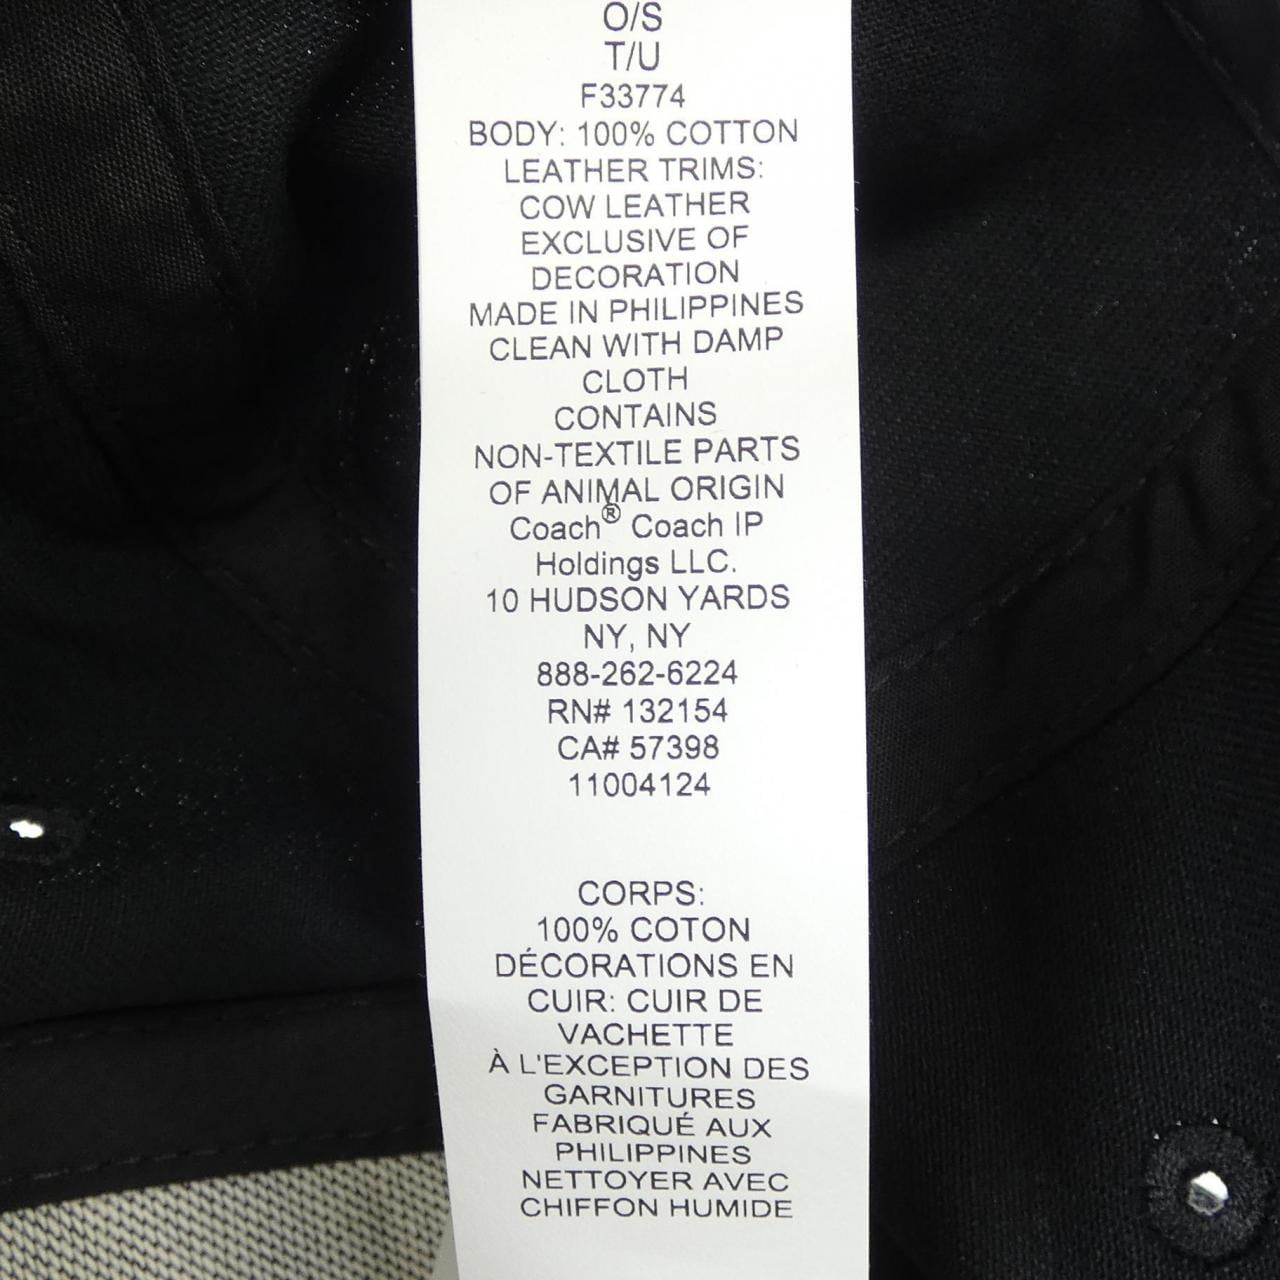 O/S
T/U
F33774
BODY: 100% COTTON
LEATHER TRIMS:
COW LEATHER
EXCLUSIVE OF
DECORATION
MADE IN PHILIPPINES
CLEAN WITH DAMP
CLOTH
CONTAINS
NON-TEXTILE PARTS
OF ANIMAL ORIGIN
Coach® Coach IP
Holdings LLC.
10 HUDSON YARDS
NY, NY
888-262-6224
RN# 132154
CA# 57398
11004124
CORPS:
100% COTON
DÉCORATIONS EN
CUIR: CUIR DE
VACHETTE
À L'EXCEPTION DES
GARNITURES
FABRIQUÉ AUX
PHILIPPINES
NETTOYER AVEC
CHIFFON HUMIDE